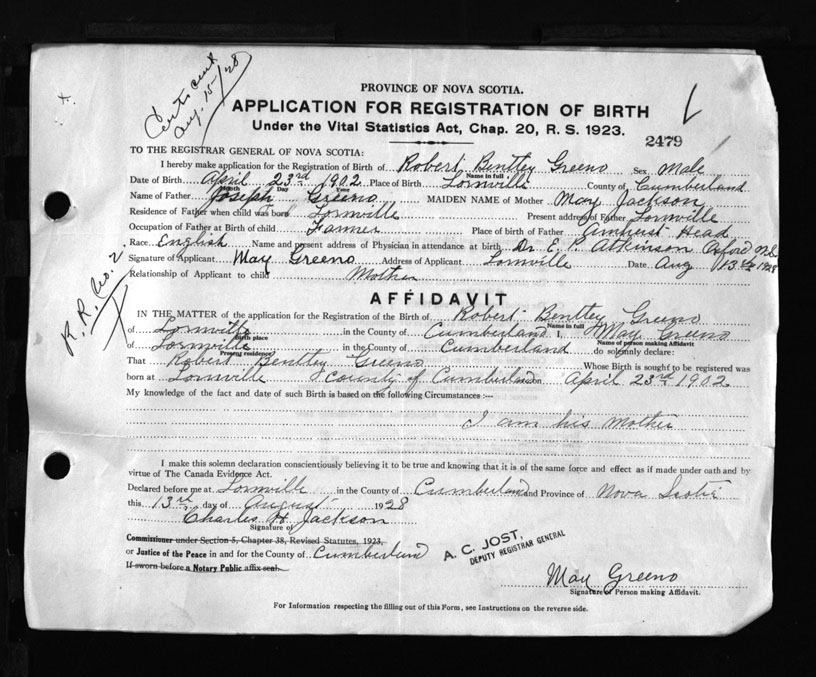 Cert. sent
Aug. 15/28
PROVINCE OF NOVA SCOTIA.
APPLICATION FOR REGISTRATION OF BIRTH
Under the Vital Statistics Act, Chap. 20, R. S. 1923.
2479
TO THE REGISTRAR GENERAL OF NOVA SCOTIA:
I hereby make application for the Registration of Birth of Robert Bentley Greeno Sex Male
Name in full
Date of Birth April 23rd 1902 Place of Birth Lornville County of Cumberland
Month Day Year
Name of Father Joseph Greeno MAIDEN NAME of Mother May Jackson
Residence of Father when child was born Lornville Present address of Father Lornville
Occupation of Father at Birth of child Farmer Place of birth of Father Amherst Head
Race English Name and present address of Physician in attendance at birth Dr E. P. Atkinson Oxford N.S.
Signature of Applicant May Greeno Address of Applicant Lornville Date Aug 13th 1928
Relationship of Applicant to child Mother
R. R. No. 2.
AFFIDAVIT
IN THE MATTER of the application for the Registration of the Birth of Robert Bentley Greeno
Name in full
of Lornville in the County of Cumberland I, May Greeno
Birth place Name of person making Affidavit
of Lornville in the County of Cumberland do solemnly declare:
Present residence
That Robert Bentley Greeno Whose Birth is sought to be registered was
born at Lornville County of Cumberland on April 23rd 1902
My knowledge of the fact and date of such Birth is based on the following Circumstances :—
I am his Mother
I make this solemn declaration conscientiously believing it to be true and knowing that it is of the same force and effect as if made under oath and by
virtue of The Canada Evidence Act.
Declared before me at Lornville in the County of Cumberland and Province of Nova Scotia
this 13th day of August 1928
Charles H Jackson
Signature of
Commissioner under Section 5, Chapter 38, Revised Statutes, 1923,
or Justice of the Peace in and for the County of Cumberland
If sworn before a Notary Public affix seal.
A. C. JOST,
DEPUTY REGISTRAR GENERAL
May Greeno
Signature of Person making Affidavit.
For Information respecting the filling out of this Form, see Instructions on the reverse side.